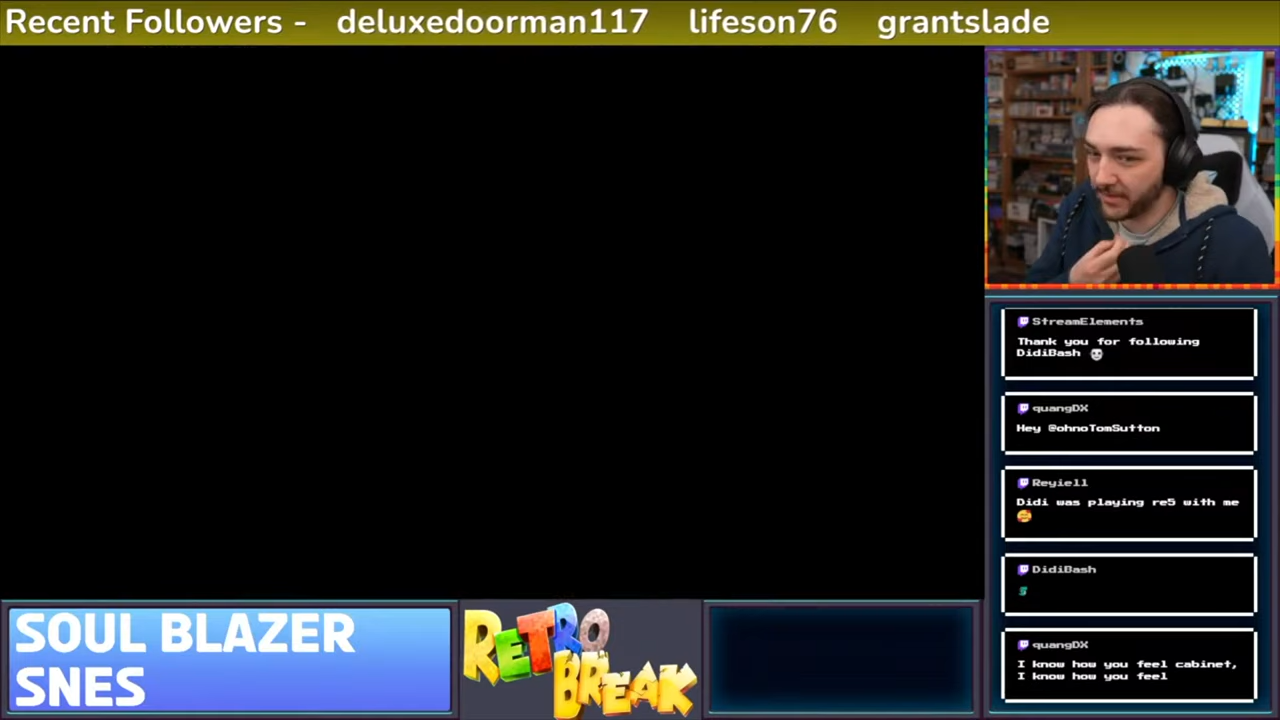 Recent Followers - deluxedoorman117 lifeson76 grantslade
StreamElements
Thank you for following
DidiBash
quangDX
Hey @ohnoTomSutton
Reyiell
Didi was playing re5 with me
DidiBash
quangDX
I know how you feel cabinet,
I know how you feel
SOUL BLAZER
SNES
RETRO
BREAK